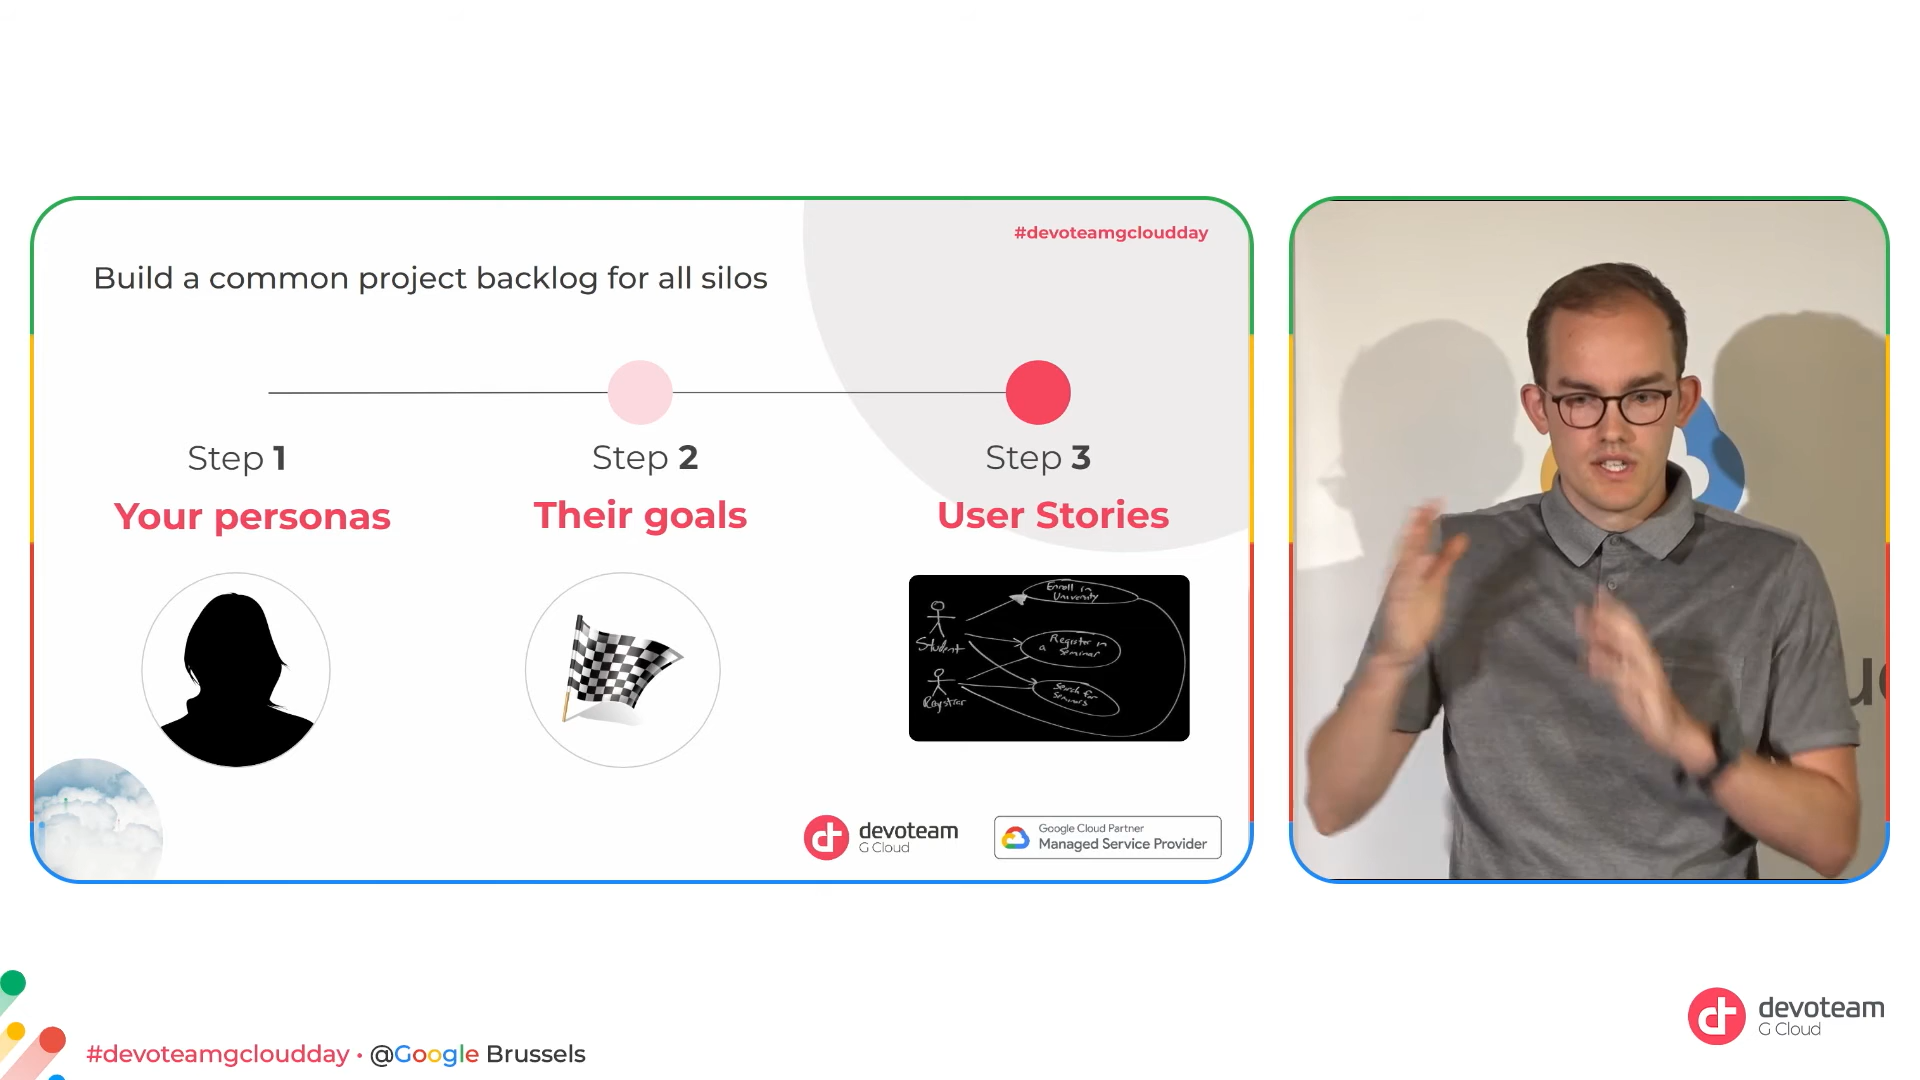 #devoteamgcloudday
Build a common project backlog for all silos
Step 1
Step 2
Step 3
Your personas
Their goals
User Stories
Enroll in
University
Student
Register in
a Seminar
Search for
Seminars
Registrar
devoteam
G Cloud
Google Cloud Partner
Managed Service Provider
#devoteamgcloudday • @Google Brussels
devoteam
G Cloud